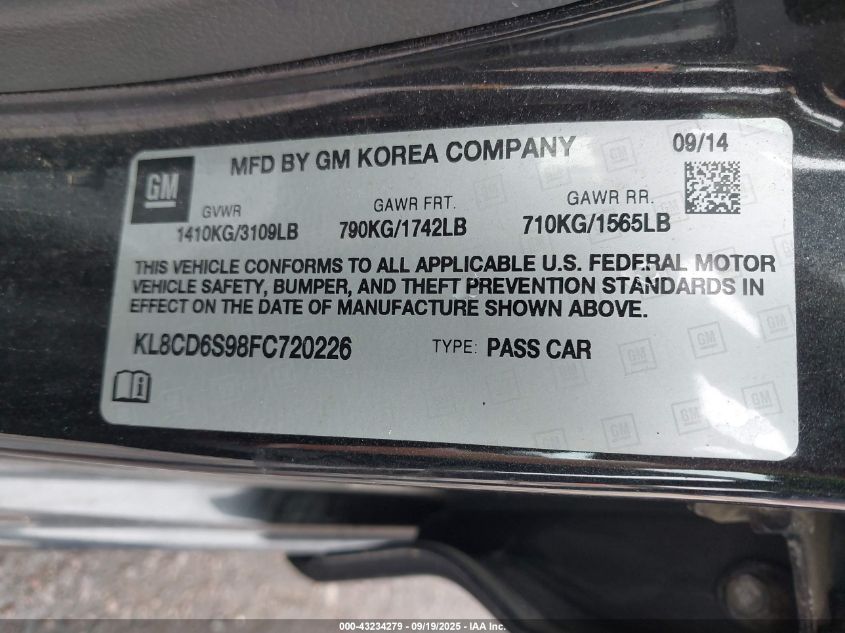 GM MFD BY GM KOREA COMPANY 09/14
GVWR GAWR FRT. GAWR RR.
1410KG/3109LB 790KG/1742LB 710KG/1565LB
THIS VEHICLE CONFORMS TO ALL APPLICABLE U.S. FEDERAL MOTOR
VEHICLE SAFETY, BUMPER, AND THEFT PREVENTION STANDARDS IN
EFFECT ON THE DATE OF MANUFACTURE SHOWN ABOVE.
KL8CD6S98FC720226 TYPE: PASS CAR
000-43234279 - 09/19/2025 - IAA Inc.